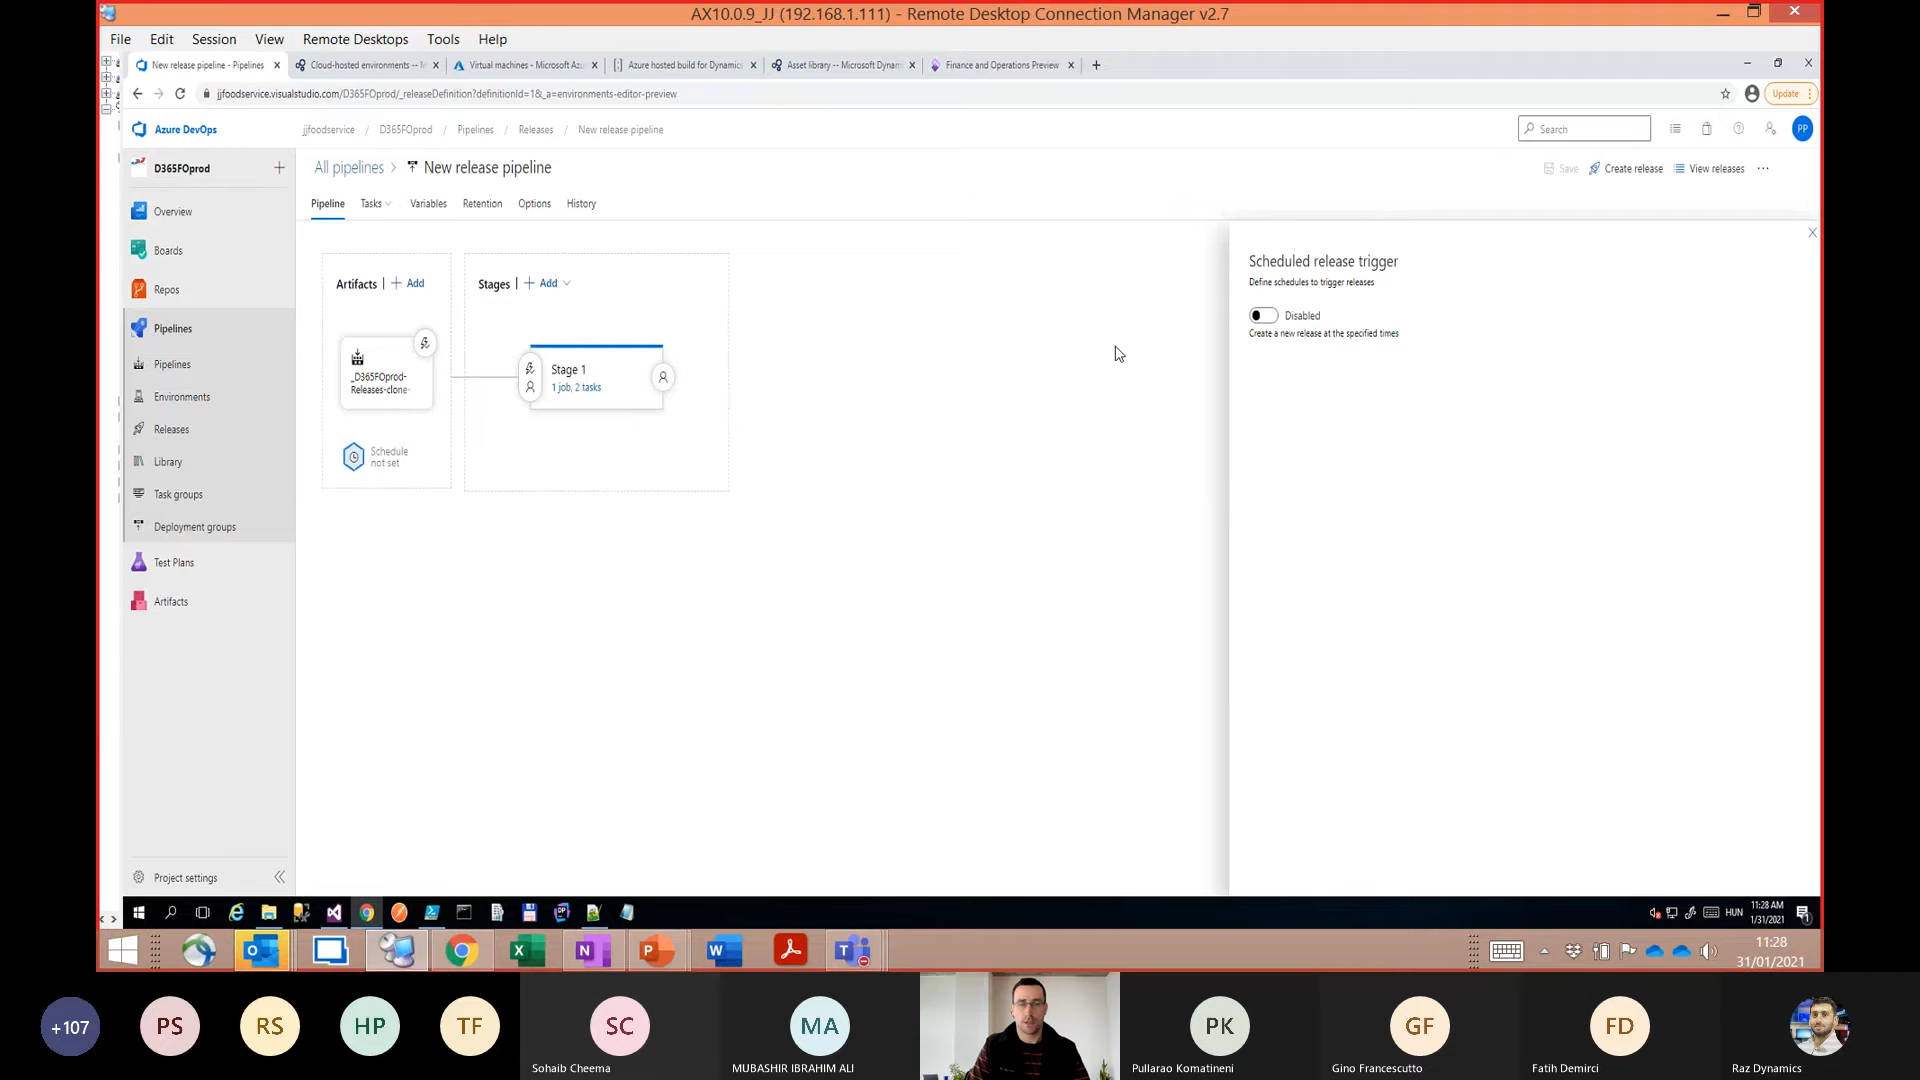 AX10.0.9_JJ (192.168.1.111) - Remote Desktop Connection Manager v2.7
File Edit Session View Remote Desktops Tools Help
New release pipeline - Pipelines
Cloud-hosted environments -- M
Virtual machines - Microsoft Azu
Azure hosted build for Dynamics
Asset library -- Microsoft Dynam
Finance and Operations Preview
jjfoodservice.visualstudio.com/D365FOprod/_releaseDefinition?definitionId=1&_a=environments-editor-preview
Update
Azure DevOps
jjfoodservice / D365FOprod / Pipelines / Releases / New release pipeline
Search
PP
D365FOprod
All pipelines > New release pipeline
Save Create release View releases ...
Overview
Pipeline Tasks Variables Retention Options History
Boards
Repos
Pipelines
Pipelines
Environments
Releases
Library
Task groups
Deployment groups
Test Plans
Artifacts
Project settings
Artifacts | + Add
_D365FOprod-
Releases-clone-
Schedule
not set
Stages | + Add
Stage 1
1 job, 2 tasks
Scheduled release trigger
Define schedules to trigger releases
Disabled
Create a new release at the specified times
HUN
11:28 AM
1/31/2021
11:28
31/01/2021
+107
PS
RS
HP
TF
SC
Sohaib Cheema
MA
MUBASHIR IBRAHIM ALI
PK
Pullarao Komatineni
GF
Gino Francescutto
FD
Fatih Demirci
Raz Dynamics